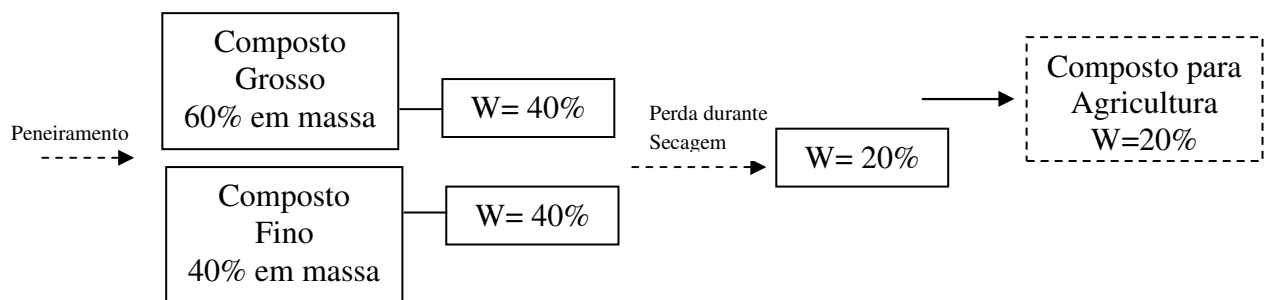 Peneiramento
Composto
Grosso
60% em massa
W= 40%
Composto
Fino
40% em massa
W= 40%
Perda durante
Secagem
W= 20%
Composto para
Agricultura
W=20%